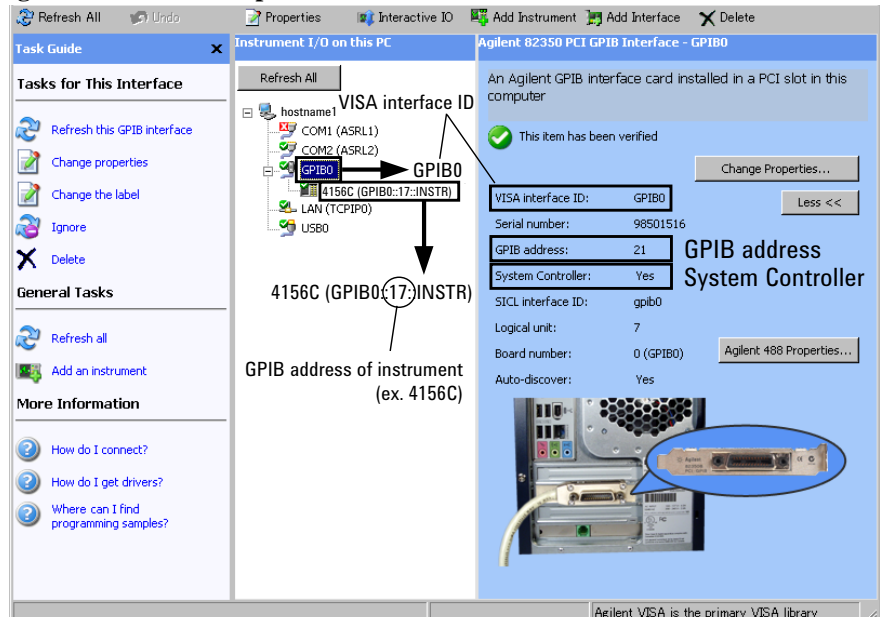 Refresh All Undo Properties Interactive IO Add Instrument Add Interface Delete
Task Guide
Tasks for This Interface
Refresh this GPIB interface
Change properties
Change the label
Ignore
Delete
General Tasks
Refresh all
Add an instrument
More Information
How do I connect?
How do I get drivers?
Where can I find
programming samples?
Instrument I/O on this PC
Refresh All
VISA interface ID
hostname1
COM1 (ASRL1)
COM2 (ASRL2)
GPIB0
GPIB0
4156C (GPIB0::17::INSTR)
LAN (TCPIP0)
USB0
4156C (GPIB0::17::INSTR)
GPIB address of instrument
(ex. 4156C)
Agilent 82350 PCI GPIB Interface - GPIB0
An Agilent GPIB interface card installed in a PCI slot in this
computer
This item has been verified
Change Properties...
VISA interface ID: GPIB0
Less <<
Serial number: 98501516
GPIB address: 21
GPIB address
System Controller: Yes
System Controller
SICL interface ID: gpib0
Logical unit: 7
Board number: 0 (GPIB0)
Agilent 488 Properties...
Auto-discover: Yes
Agilent
Agilent VISA is the primary VISA library